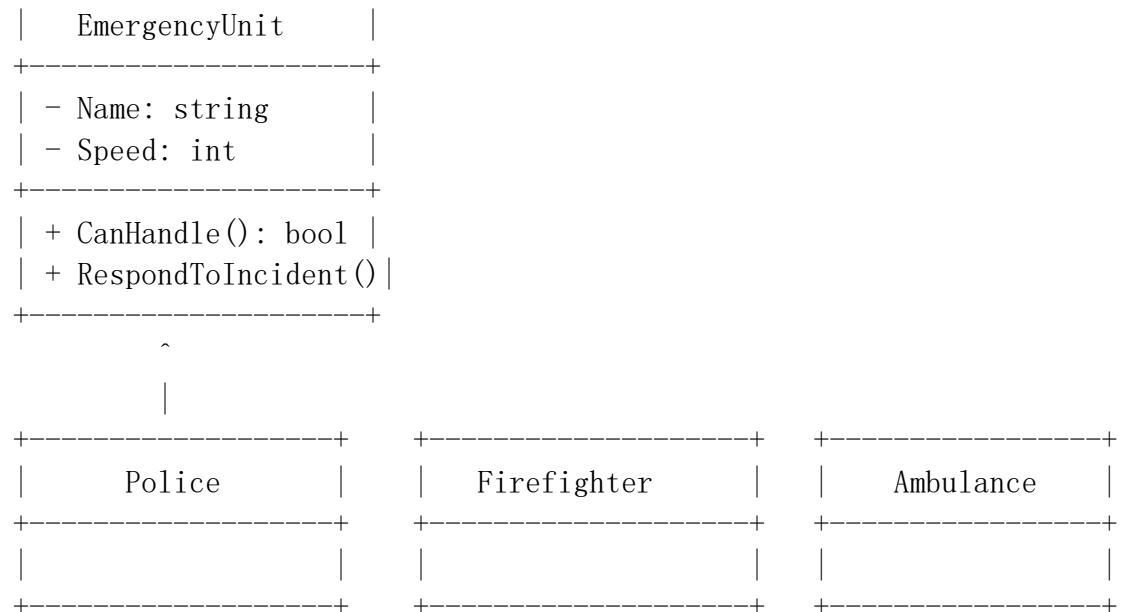 |   EmergencyUnit     |
+---------------------+
| - Name: string      |
| - Speed: int        |
+---------------------+
| + CanHandle(): bool |
| + RespondToIncident()|
+---------------------+
         ^
         |
+-------------------+    +--------------------+   +-----------------+
|      Police       |    |   Firefighter      |   |    Ambulance    |
+-------------------+    +--------------------+   +-----------------+
|                   |    |                    |   |                 |
+-------------------+    +--------------------+   +-----------------+